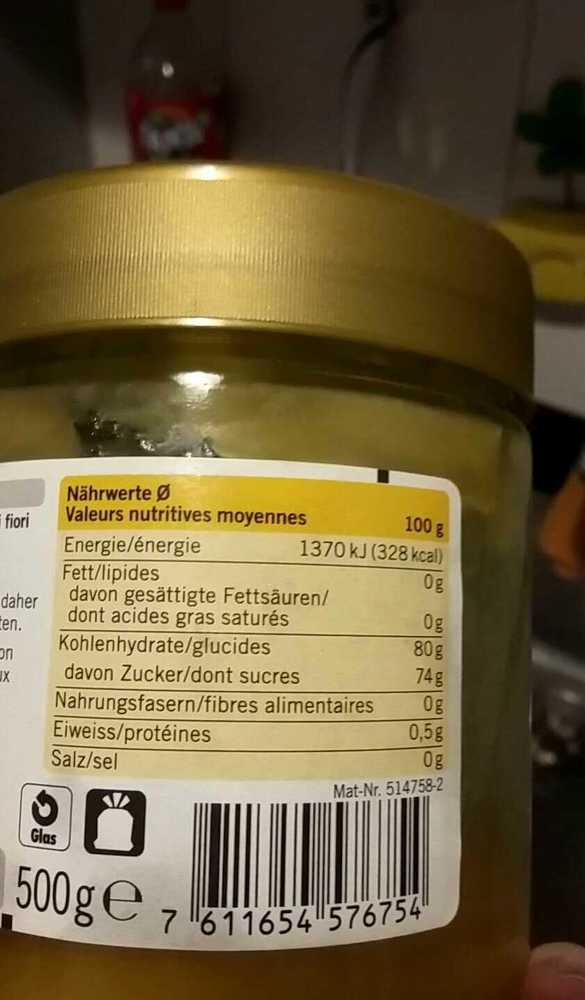 fiori
daher
on
Nährwerte Ø
Valeurs nutritives moyennes 100 g
Energie/énergie 1370 kJ (328 kcal)
Fett/lipides 0g
davon gesättigte Fettsäuren/
dont acides gras saturés 0g
Kohlenhydrate/glucides 80g
davon Zucker/dont sucres 74g
Nahrungsfasern/fibres alimentaires 0g
Eiweiss/protéines 0,5g
Salz/sel 0g
Mat-Nr. 514758-2
Glas
500g e
7 611654 576754